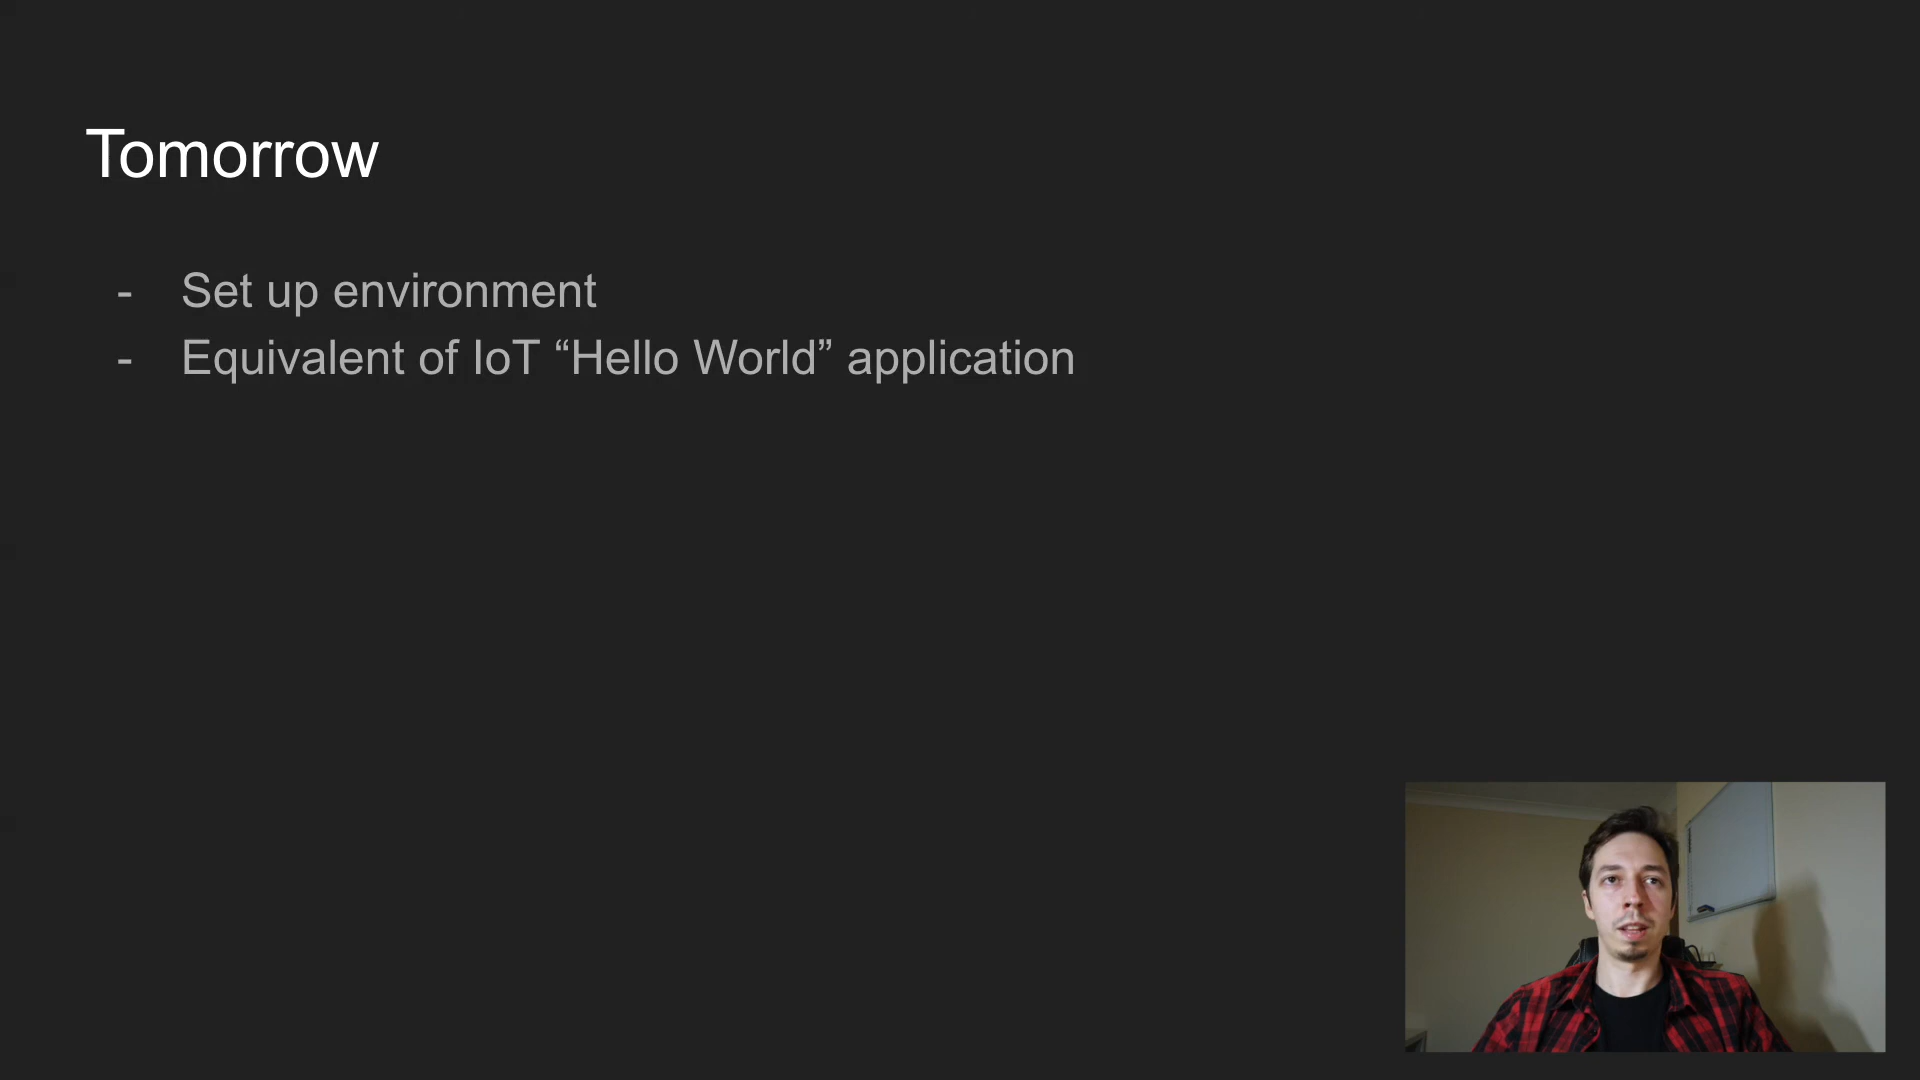 Tomorrow
- Set up environment
- Equivalent of IoT “Hello World” application